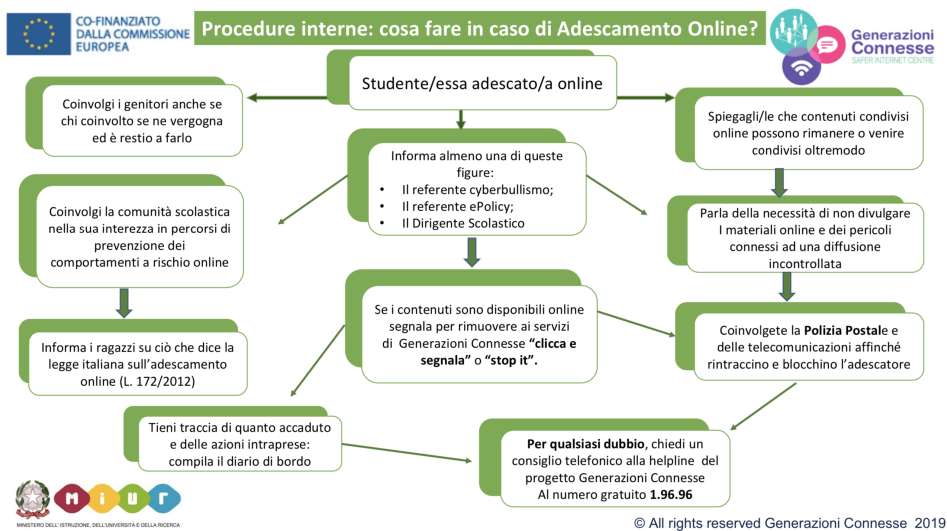 CO-FINANZIATO
DALLA COMMISSIONE
EUROPEA
Procedure interne: cosa fare in caso di Adescamento Online?
Generazioni
Connesse
SAFER INTERNET CENTRE
Studente/essa adescato/a online
Coinvolgi i genitori anche se
chi coinvolto se ne vergogna
ed è restio a farlo
Spiegagli/le che contenuti condivisi
online possono rimanere o venire
condivisi oltremodo
Informa almeno una di queste
figure:
• Il referente cyberbullismo;
• Il referente ePolicy;
• Il Dirigente Scolastico
Coinvolgi la comunità scolastica
nella sua interezza in percorsi di
prevenzione dei
comportamenti a rischio online
Parla della necessità di non divulgare
I materiali online e dei pericoli
connessi ad una diffusione
incontrollata
Se i contenuti sono disponibili online
segnala per rimuovere ai servizi
di Generazioni Connesse “clicca e
segnala” o “stop it”.
Informa i ragazzi su ciò che dice la
legge italiana sull’adescamento
online (L. 172/2012)
Coinvolgete la Polizia Postale e
delle telecomunicazioni affinché
rintraccino e blocchino l’adescatore
Tieni traccia di quanto accaduto
e delle azioni intraprese:
compila il diario di bordo
Per qualsiasi dubbio, chiedi un
consiglio telefonico alla helpline del
progetto Generazioni Connesse
Al numero gratuito 1.96.96
miur
MINISTERO DELL' ISTRUZIONE, DELL'UNIVERSITÀ E DELLA RICERCA
© All rights reserved Generazioni Connesse 2019